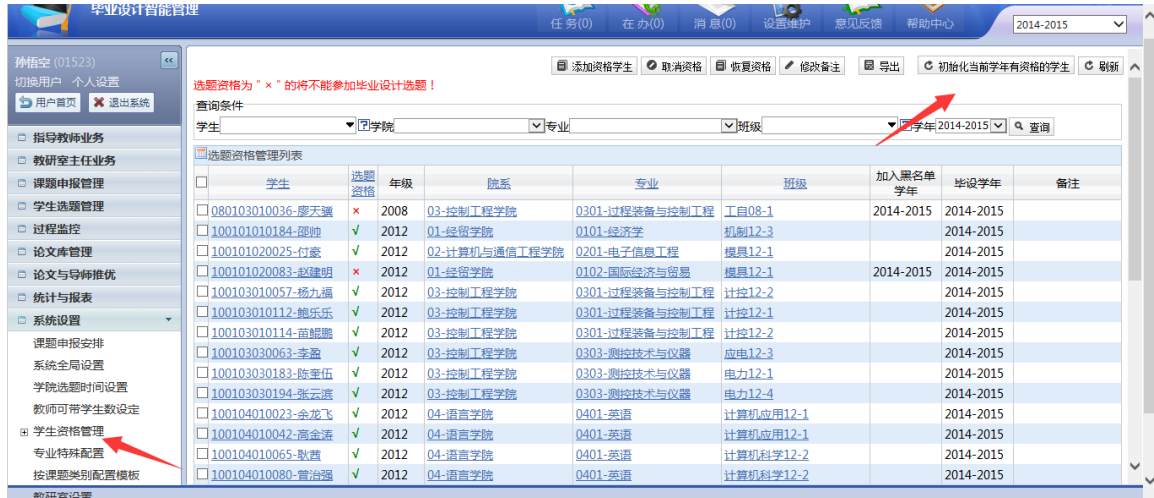 毕业设计智能管理
任务(0) 在办(0) 消息(0) 设置维护 意见反馈 帮助中心 2014-2015
孙悟空 (01523)
切换用户 个人设置
用户首页 退出系统
指导教师业务
教研室主任业务
课题申报管理
学生选题管理
过程监控
论文库管理
论文与导师推优
统计与报表
系统设置
课题申报安排
系统全局设置
学院选题时间设置
教师可带学生数设定
学生资格管理
专业特殊配置
按课题类别配置模板
教研室设置
添加资格学生 取消资格 恢复资格 修改备注 导出 初始化当前学年有资格的学生 刷新
选题资格为 " × " 的将不能参加毕业设计选题！
查询条件
学生 学院 专业 班级 学年 2014-2015 查询
选题资格管理列表
学生 选题资格 年级 院系 专业 班级 加入黑名单学年 毕设学年 备注
080103010036-廖天骥 × 2008 03-控制工程学院 0301-过程装备与控制工程 工自08-1 2014-2015 2014-2015
100101010184-邵帅 √ 2012 01-经贸学院 0101-经济学 机制12-3 2014-2015
100101020025-付豪 √ 2012 02-计算机与通信工程学院 0201-电子信息工程 模具12-1 2014-2015
100101020083-赵建明 × 2012 01-经贸学院 0102-国际经济与贸易 模具12-1 2014-2015 2014-2015
100103010057-杨九福 √ 2012 03-控制工程学院 0301-过程装备与控制工程 计控12-2 2014-2015
100103010112-鲍乐乐 √ 2012 03-控制工程学院 0301-过程装备与控制工程 计控12-1 2014-2015
100103010114-苗鲲鹏 √ 2012 03-控制工程学院 0301-过程装备与控制工程 计控12-2 2014-2015
100103030063-李盈 √ 2012 03-控制工程学院 0303-测控技术与仪器 应电12-3 2014-2015
100103030183-陈奎伍 √ 2012 03-控制工程学院 0303-测控技术与仪器 电力12-1 2014-2015
100103030194-张云滨 √ 2012 03-控制工程学院 0303-测控技术与仪器 电力12-4 2014-2015
100104010023-余龙飞 √ 2012 04-语言学院 0401-英语 计算机应用12-1 2014-2015
100104010042-高金涛 √ 2012 04-语言学院 0401-英语 计算机应用12-1 2014-2015
100104010065-耿茜 √ 2012 04-语言学院 0401-英语 计算机科学12-2 2014-2015
100104010080-曾治强 √ 2012 04-语言学院 0401-英语 计算机科学12-2 2014-2015